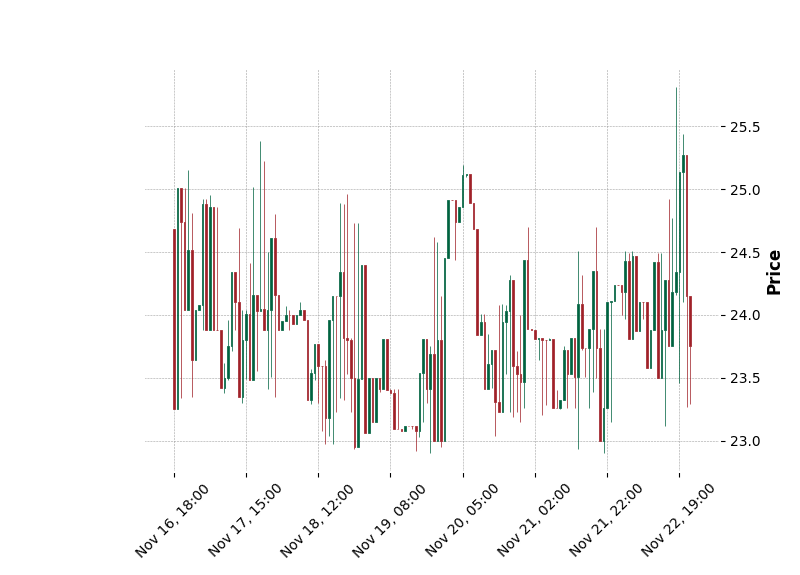 25.5
25.0
24.5
24.0
23.5
23.0
Price
Nov 16, 18:00
Nov 17, 15:00
Nov 18, 12:00
Nov 19, 08:00
Nov 20, 05:00
Nov 21, 02:00
Nov 21, 22:00
Nov 22, 19:00